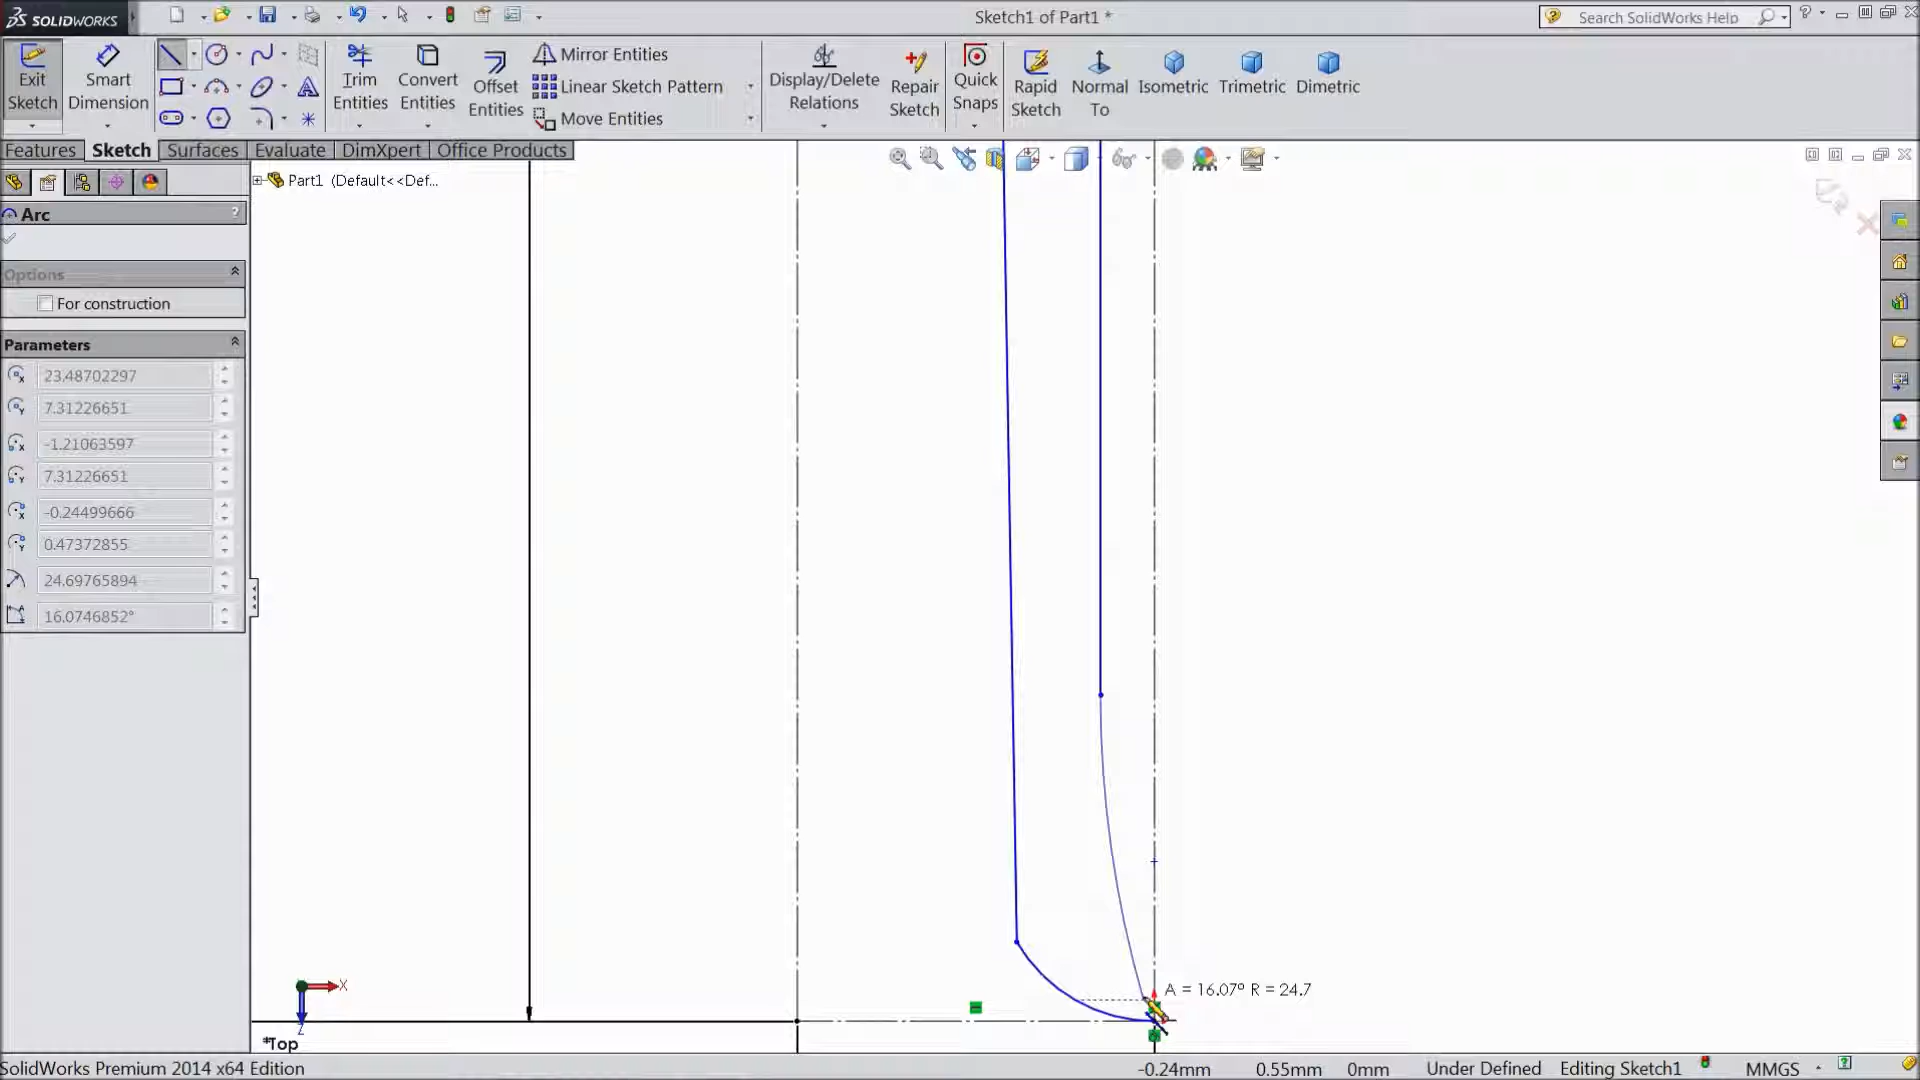 SOLIDWORKS
Sketch1 of Part1 *
Search SolidWorks Help
Exit Sketch
Smart Dimension
Trim Entities
Convert Entities
Offset Entities
Mirror Entities
Linear Sketch Pattern
Move Entities
Display/Delete Relations
Repair Sketch
Quick Snaps
Rapid Sketch
Normal To
Isometric
Trimetric
Dimetric
Features
Sketch
Surfaces
Evaluate
DimXpert
Office Products
Part1 (Default<<Def...
Arc
?
Options
For construction
Parameters
23.48702297
7.31226651
-1.21063597
7.31226651
-0.24499666
0.47372855
24.69765894
16.0746852°
A = 16.07° R = 24.7
X
Z
*Top
SolidWorks Premium 2014 x64 Edition
-0.24mm
0.55mm
0mm
Under Defined
Editing Sketch1
MMGS